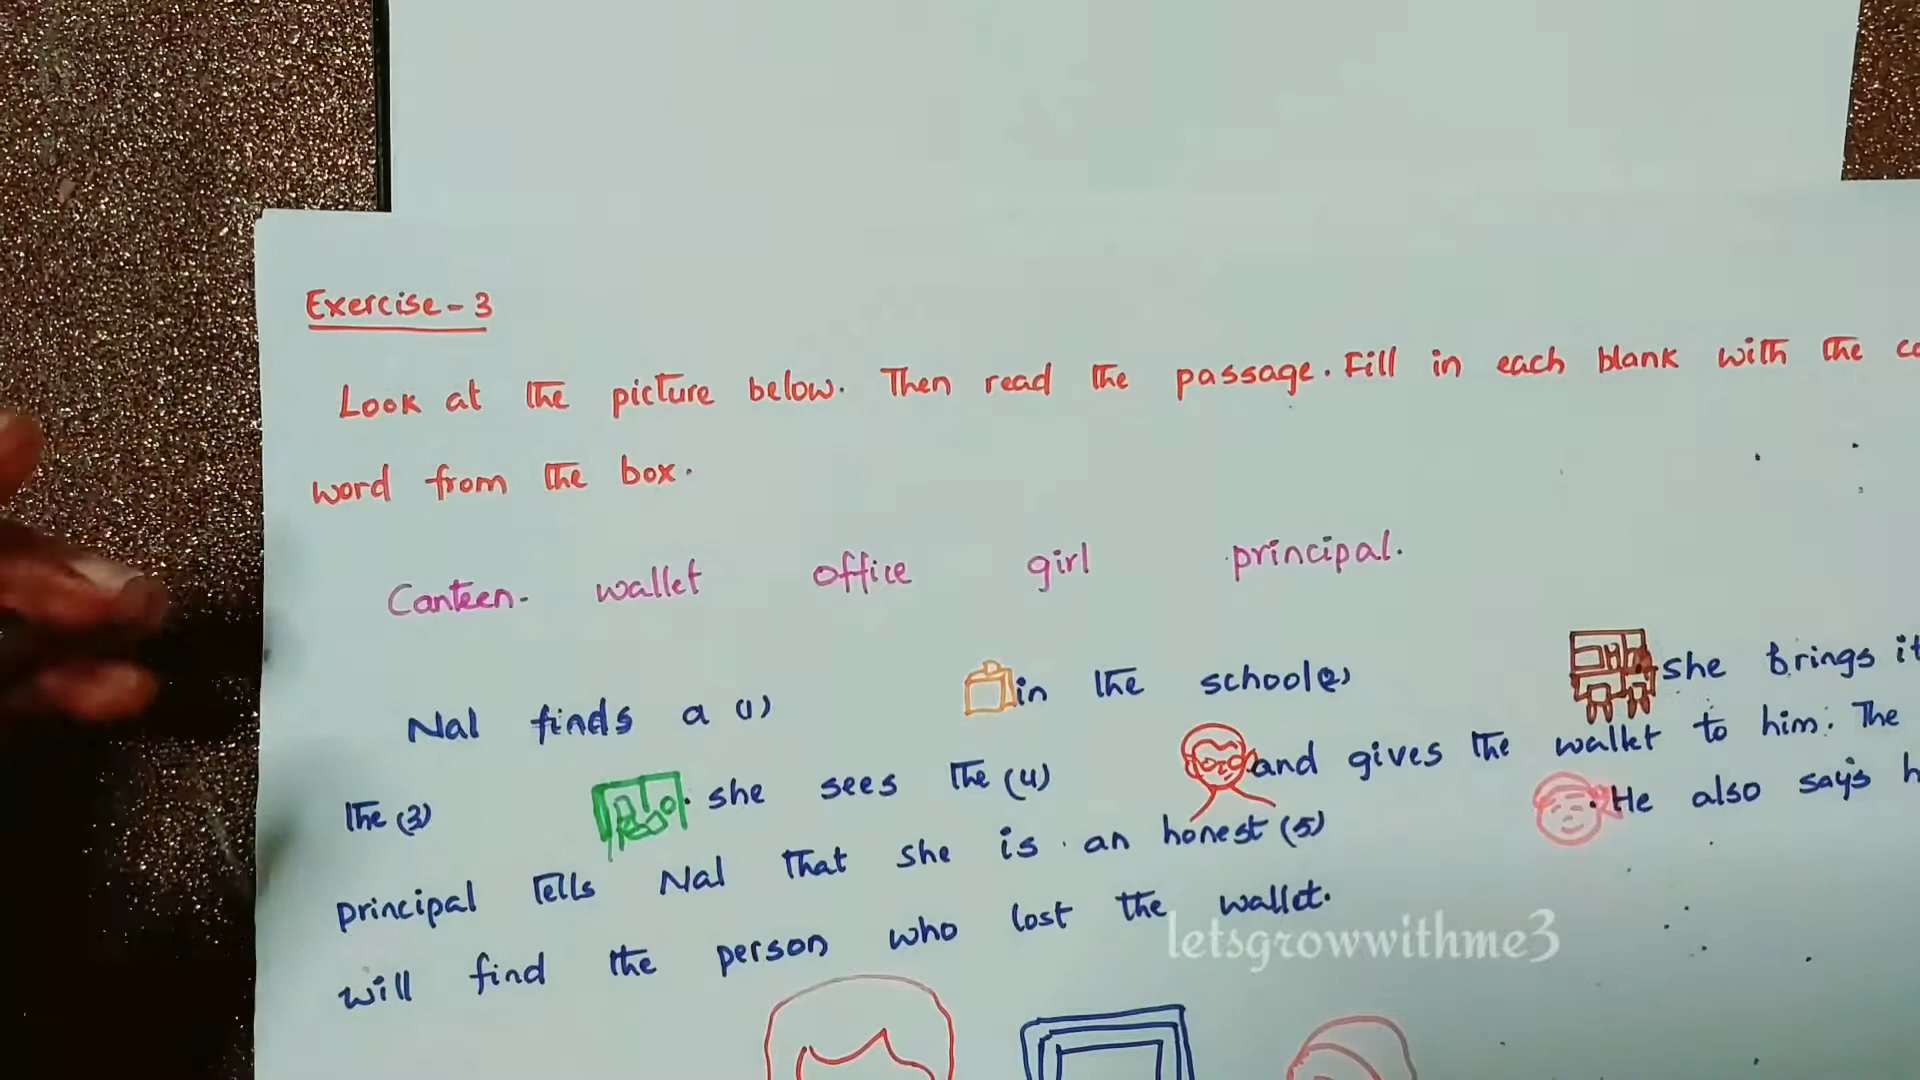 Exercise - 3
Look at the picture below. Then read the passage. Fill in each blank with the
word from the box.
Canteen. wallet office girl principal.
Nal finds a (1) in the school(2) she brings it
the (3) . she sees the (4) and gives the wallet to him. The
principal tells Nal that she is an honest (5) . He also says
will find the person who lost the wallet.
letsgrowwithme3